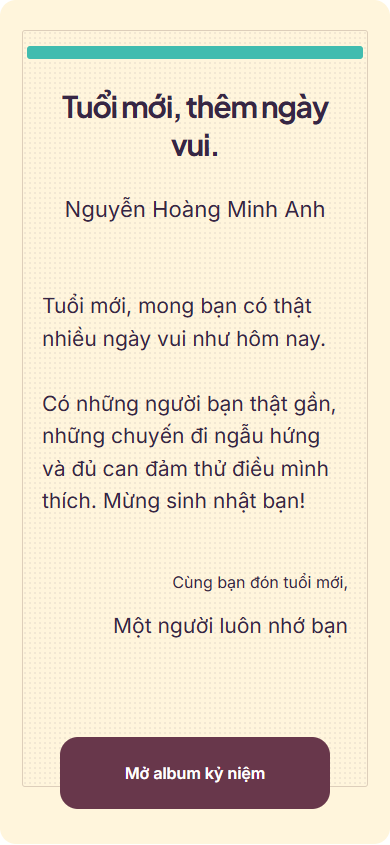 Tuổi mới, thêm ngày
vui.
Nguyễn Hoàng Minh Anh
Tuổi mới, mong bạn có thật
nhiều ngày vui như hôm nay.
Có những người bạn thật gần,
những chuyến đi ngẫu hứng
và đủ can đảm thử điều mình
thích. Mừng sinh nhật bạn!
Cùng bạn đón tuổi mới,
Một người luôn nhớ bạn
Mở album kỷ niệm